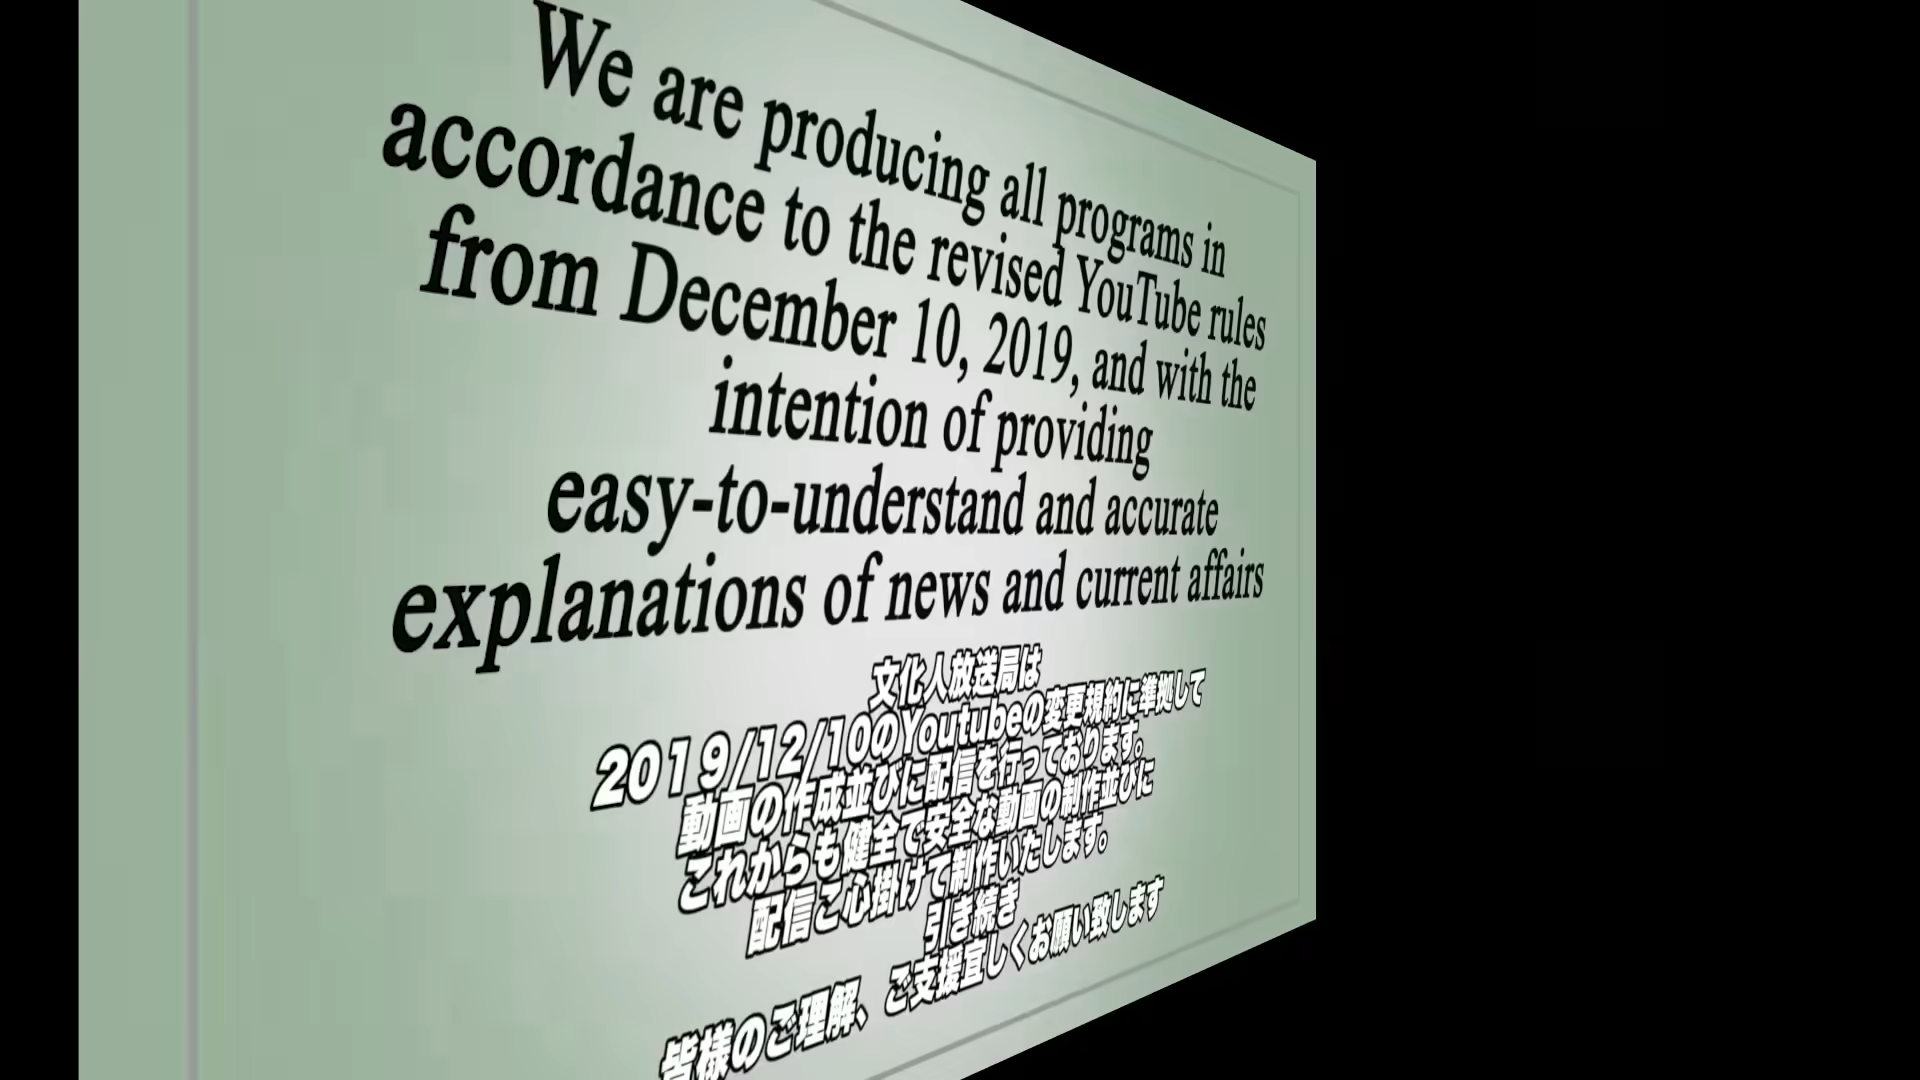 We are producing all programs in
accordance to the revised YouTube rules
from December 10, 2019, and with the
intention of providing
easy-to-understand and accurate
explanations of news and current affairs
文化人放送局は
2019/12/10のYoutubeの変更規約に準拠して
動画の作成並びに配信を行っております。
これからも健全で安全な動画の制作並びに
配信ご心掛けて制作いたします。
引き続き
皆様のご理解、ご支援宜しくお願い致します